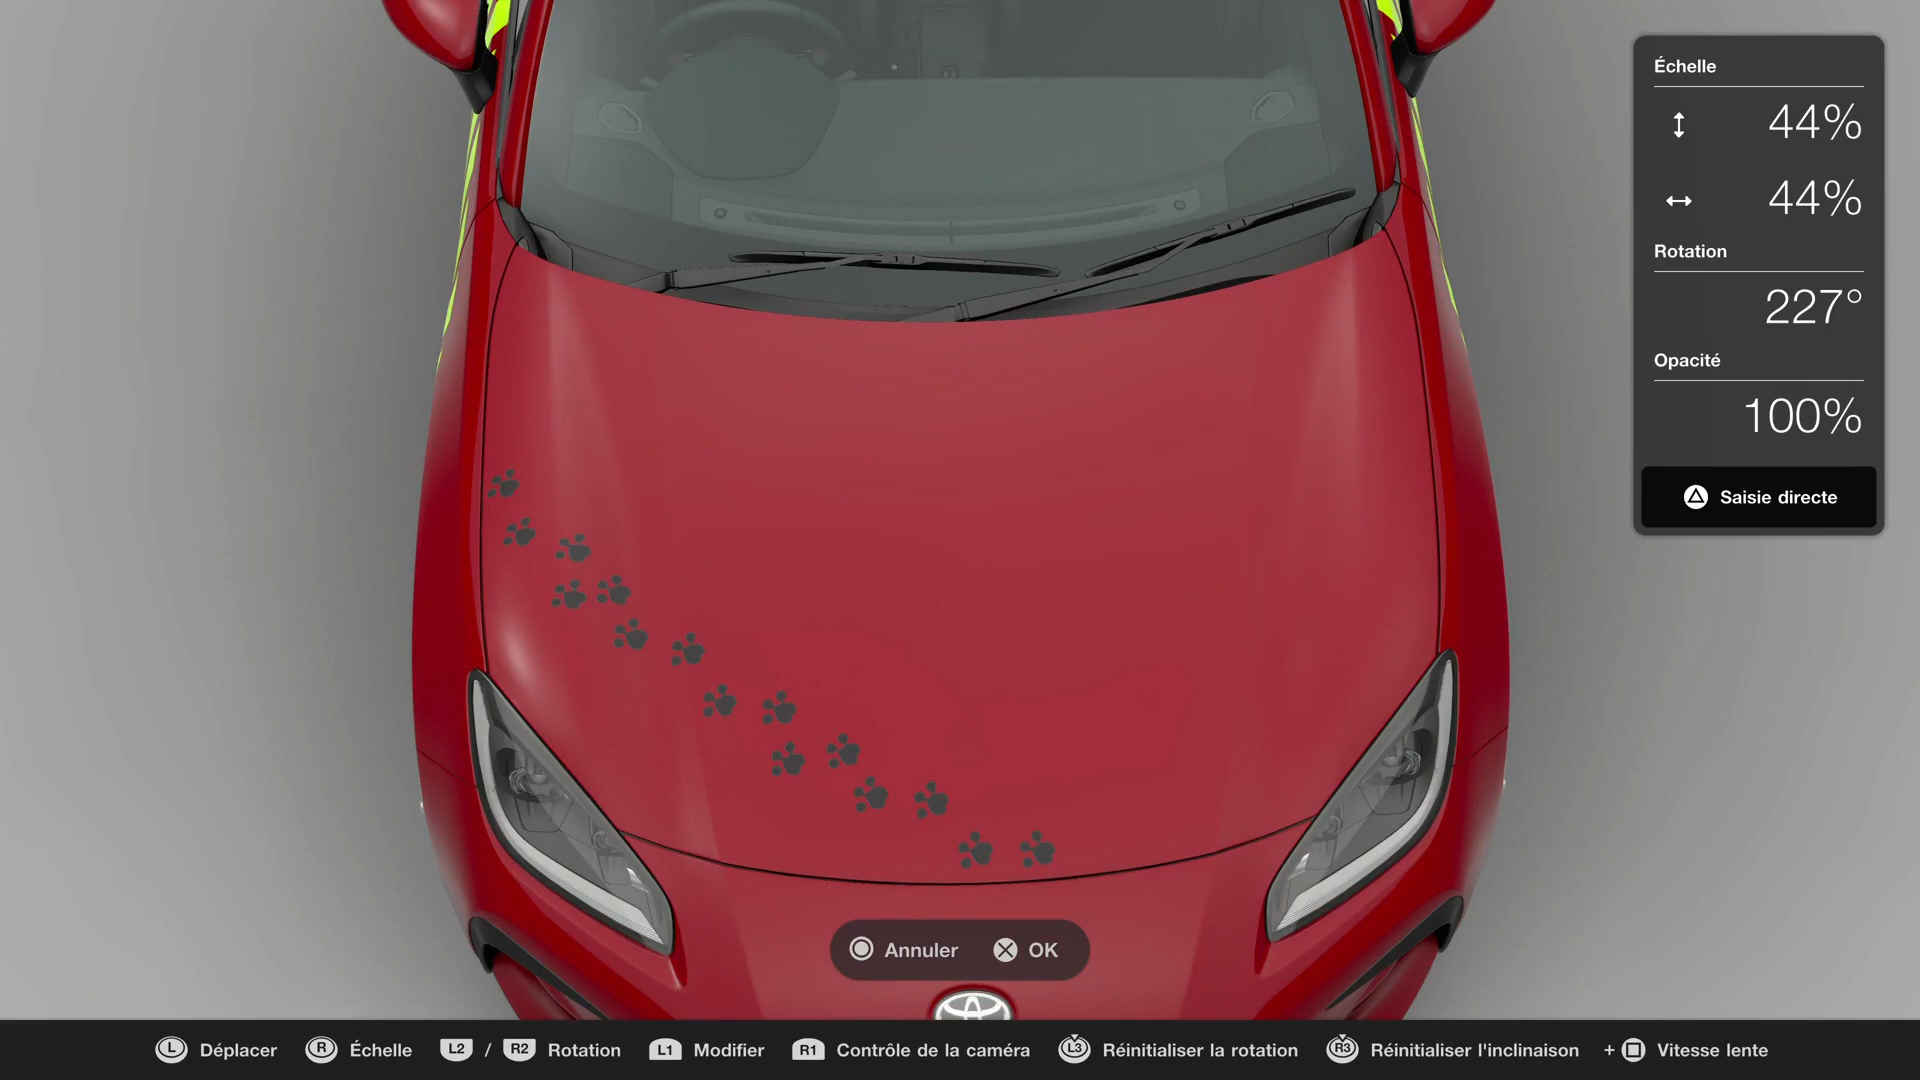 Échelle
44%
44%
Rotation
227°
Opacité
100%
Saisie directe
Annuler OK
L Déplacer R Échelle L2 / R2 Rotation L1 Modifier R1 Contrôle de la caméra L3 Réinitialiser la rotation R3 Réinitialiser l'inclinaison + Vitesse lente